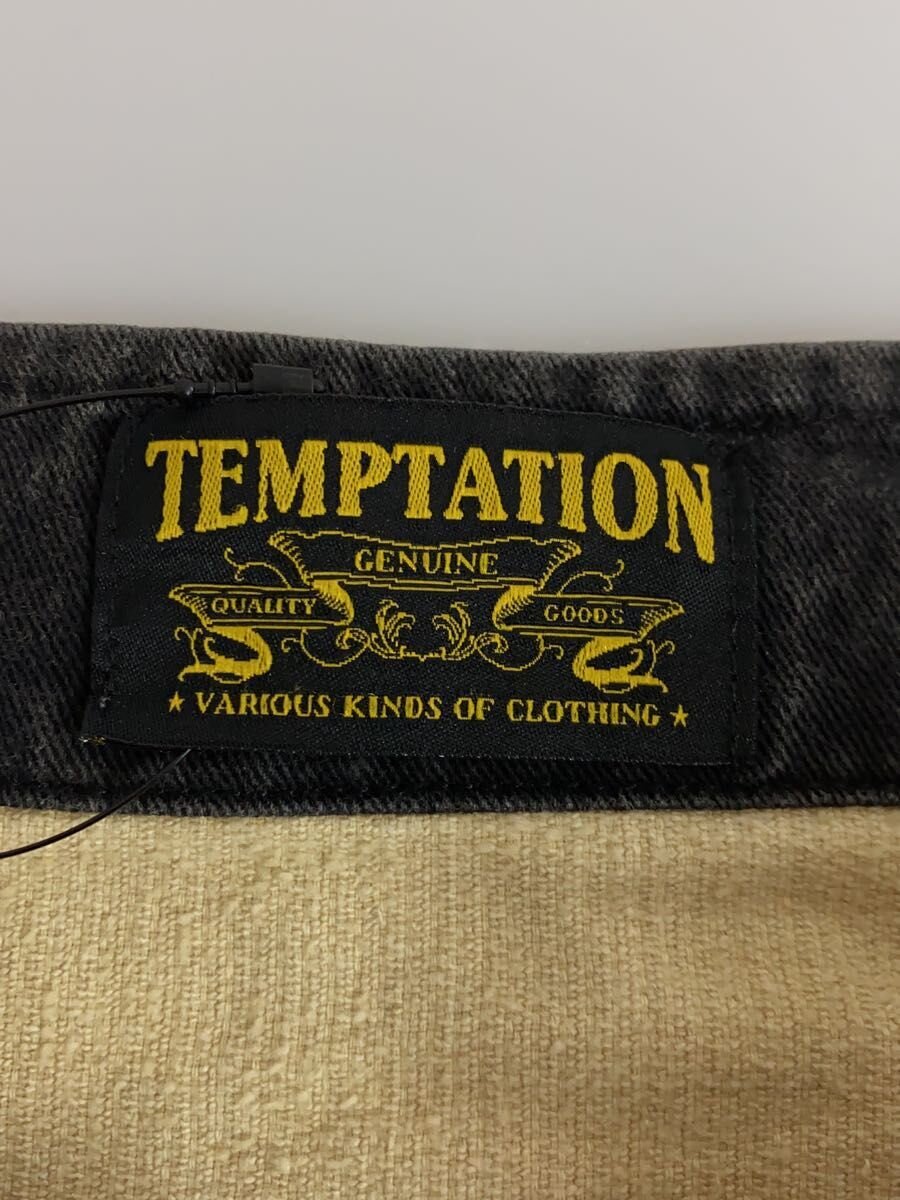 TEMPTATION
GENUINE
QUALITY GOODS
★ VARIOUS KINDS OF CLOTHING ★